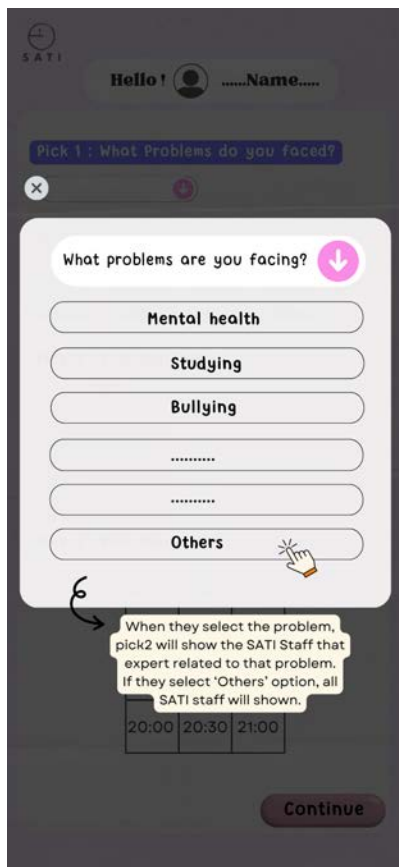 SATI
Hello ! ......Name.....
Pick 1 : What Problems do you faced?
What problems are you facing?
Mental health
Studying
Bullying
..........
..........
Others
When they select the problem,
pick2 will show the SATI Staff that
expert related to that problem.
If they select ‘Others’ option, all
SATI staff will shown.
20:00 20:30 21:00
Continue